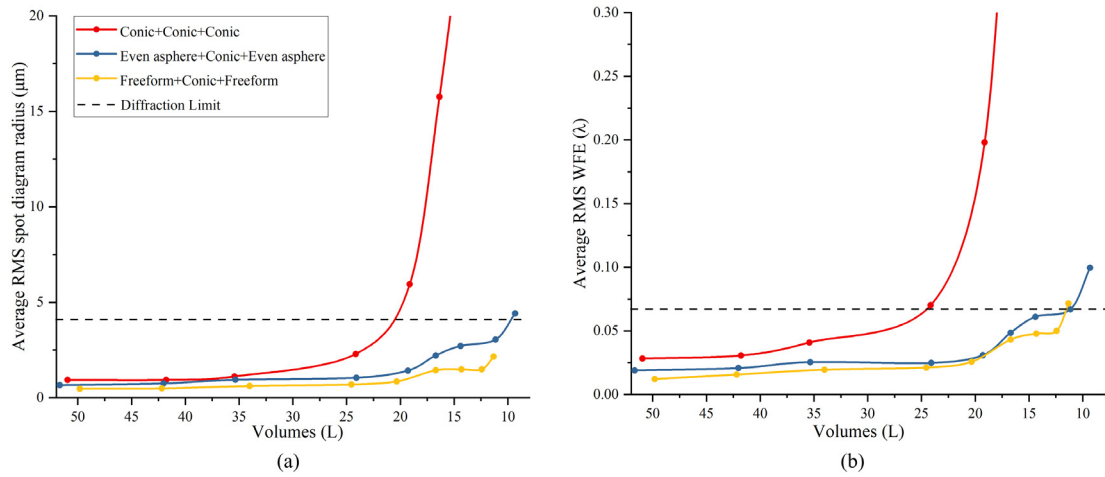 20
15
10
5
0
Average RMS spot diagram radius (μm)
Conic+Conic+Conic
Even asphere+Conic+Even asphere
Freeform+Conic+Freeform
Diffraction Limit
50 45 40 35 30 25 20 15 10
Volumes (L)
(a)
0.30
0.25
0.20
0.15
0.10
0.05
0.00
Average RMS WFE (λ)
50 45 40 35 30 25 20 15 10
Volumes (L)
(b)